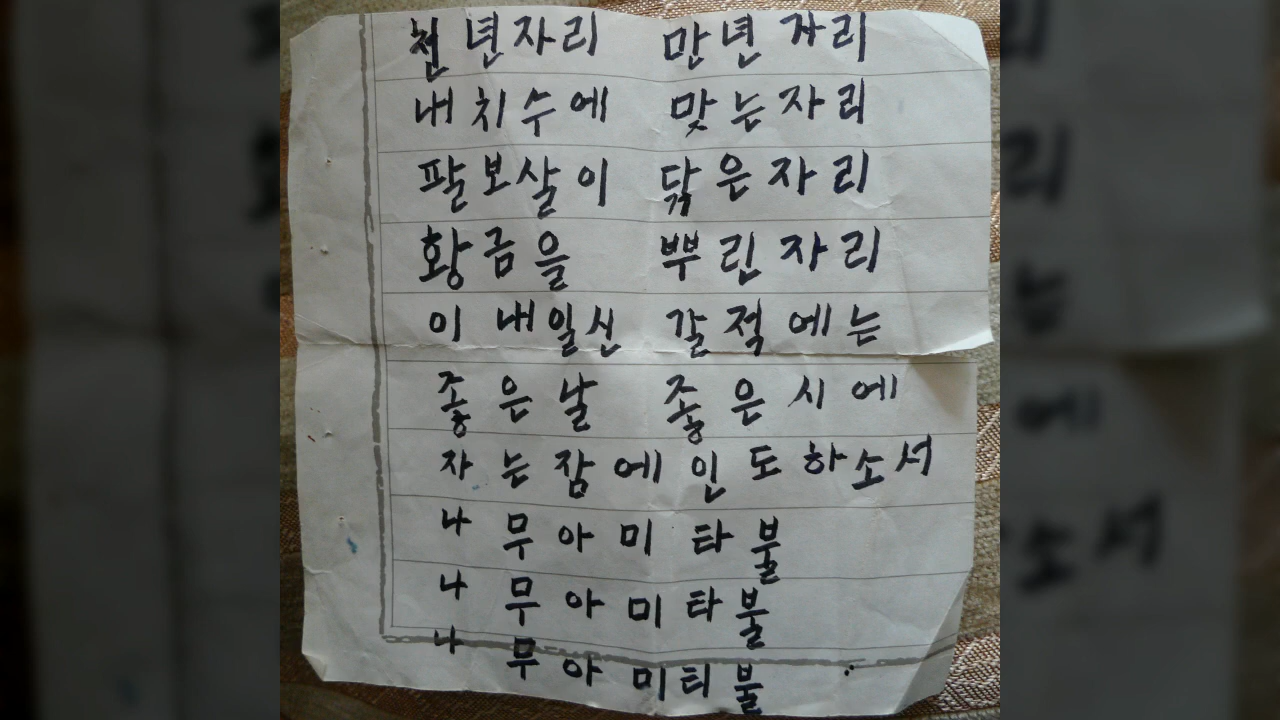 천년자리 만년자리
내치수에 맞는자리
팔보살이 닦은자리
황금을 뿌린자리
이 내일신 갈적에는
좋은날 좋은시에
자는잠에인도하소서
나무아미타불
나무아미타불
나무아미티불